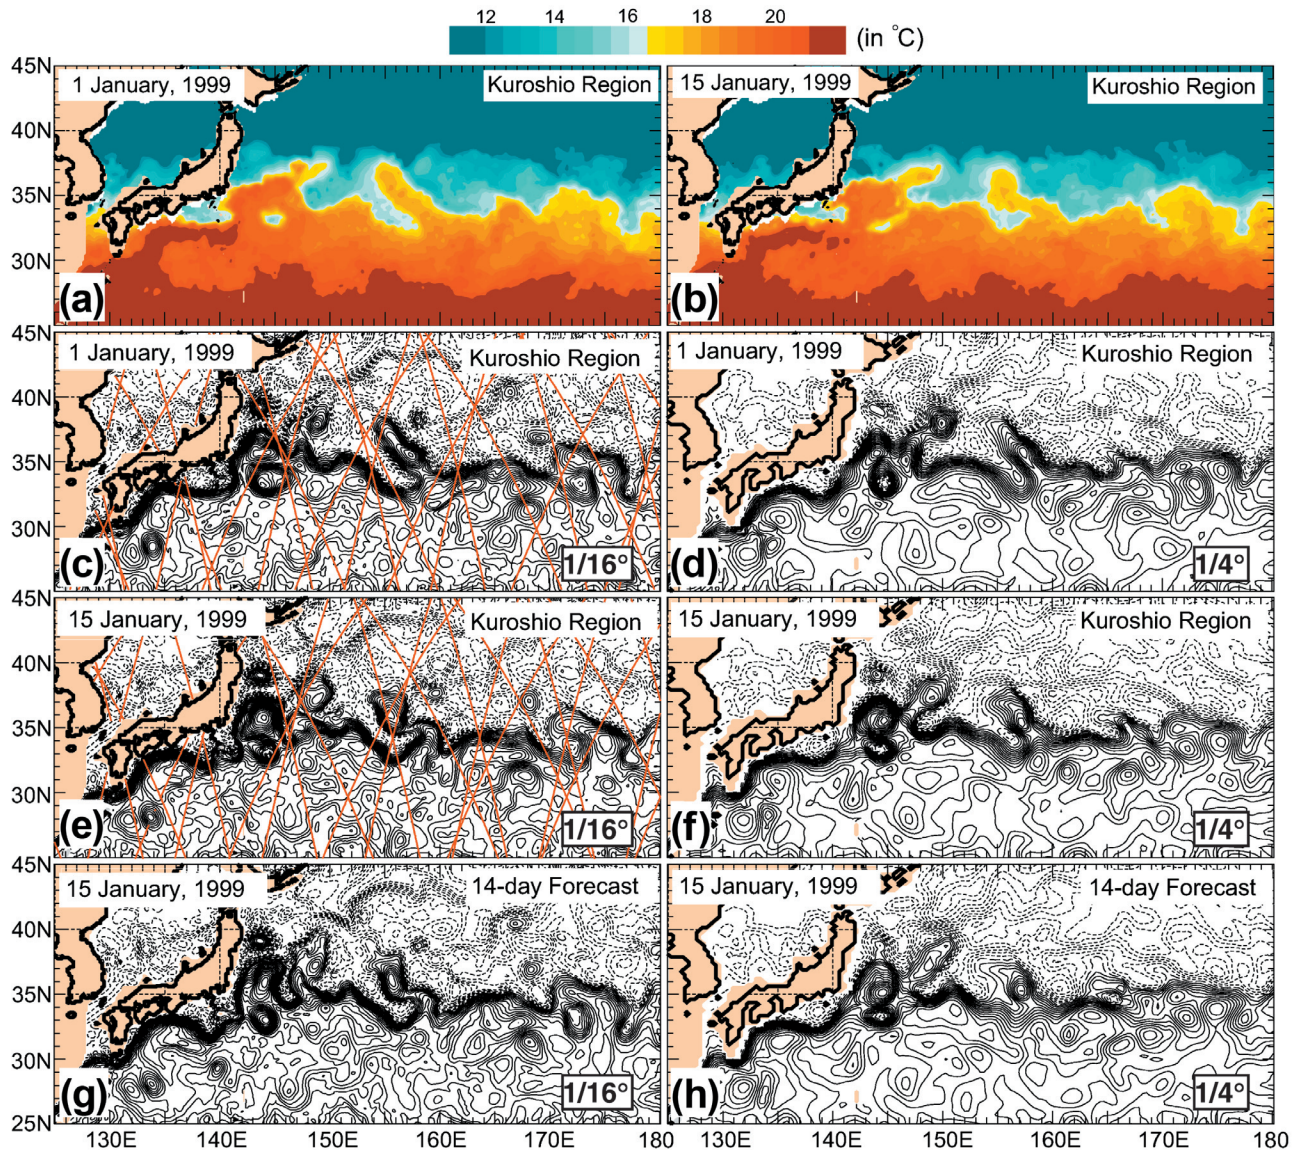 12 14 16 18 20 (in °C)
45N 1 January, 1999 Kuroshio Region 15 January, 1999 Kuroshio Region
40N
35N
30N
(a) (b)
45N 1 January, 1999 Kuroshio Region 1 January, 1999 Kuroshio Region
40N
35N
30N
(c) 1/16° (d) 1/4°
45N 15 January, 1999 Kuroshio Region 15 January, 1999 Kuroshio Region
40N
35N
30N
(e) 1/16° (f) 1/4°
45N 15 January, 1999 14-day Forecast 15 January, 1999 14-day Forecast
40N
35N
30N
(g) 1/16° (h) 1/4°
25N
130E 140E 150E 160E 170E 180 130E 140E 150E 160E 170E 180